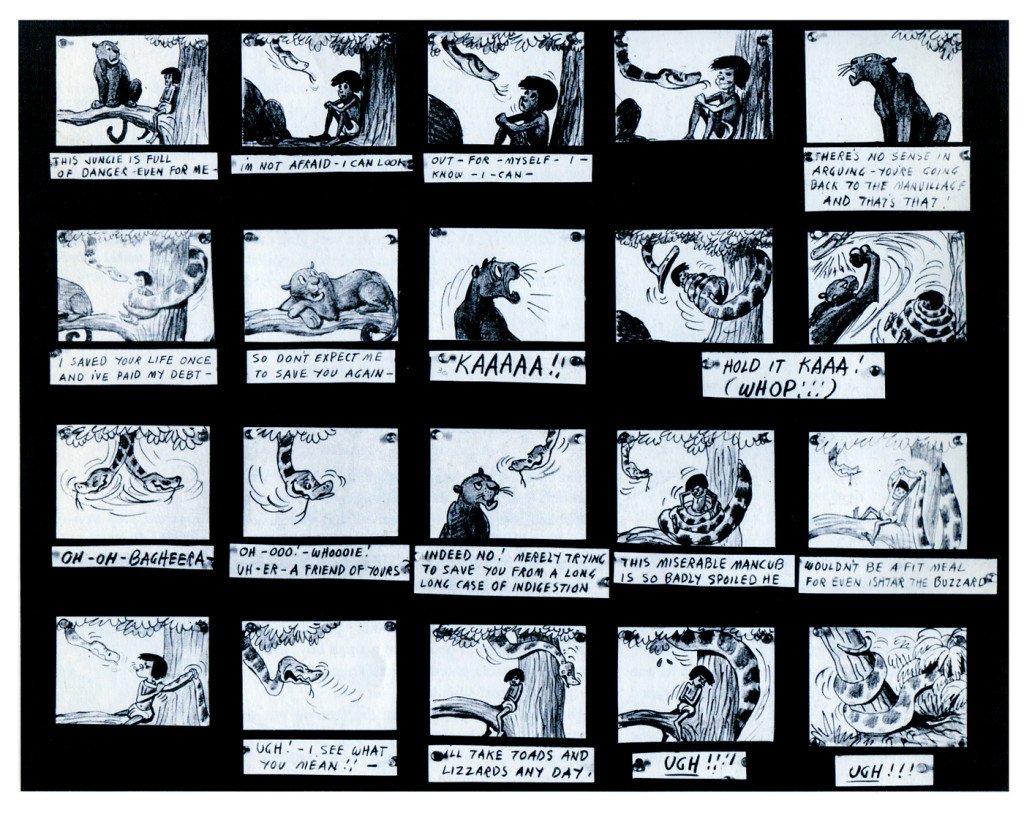 THIS JUNGLE IS FULL
OF DANGER-EVEN FOR ME-
I'M NOT AFRAID-I CAN LOOK
OUT-FOR-MYSELF-I-
KNOW-I-CAN-
THERE'S NO SENSE IN
ARGUING-YOU'RE GOING
BACK TO THE MANVILLAGE
AND THAT'S THAT!
I SAVED YOUR LIFE ONCE
AND I'VE PAID MY DEBT-
SO DON'T EXPECT ME
TO SAVE YOU AGAIN-
KAAAAA!!
HOLD IT KAAA!
(WHOP!!!)
OH-OH-BAGHEERA-
OH-OOO!-WHOOOIE!
UH-ER-A FRIEND OF YOURS
INDEED NO! MERELY TRYING
TO SAVE YOU FROM A LONG
LONG CASE OF INDIGESTION
THIS MISERABLE MANCUB
IS SO BADLY SPOILED HE
WOULDN'T BE A FIT MEAL
FOR EVEN ISHTAR THE BUZZARD
UGH!-I SEE WHAT
YOU MEAN!!-
I'LL TAKE TOADS AND
LIZZARDS ANY DAY!
UGH!!!!
UGH!!!